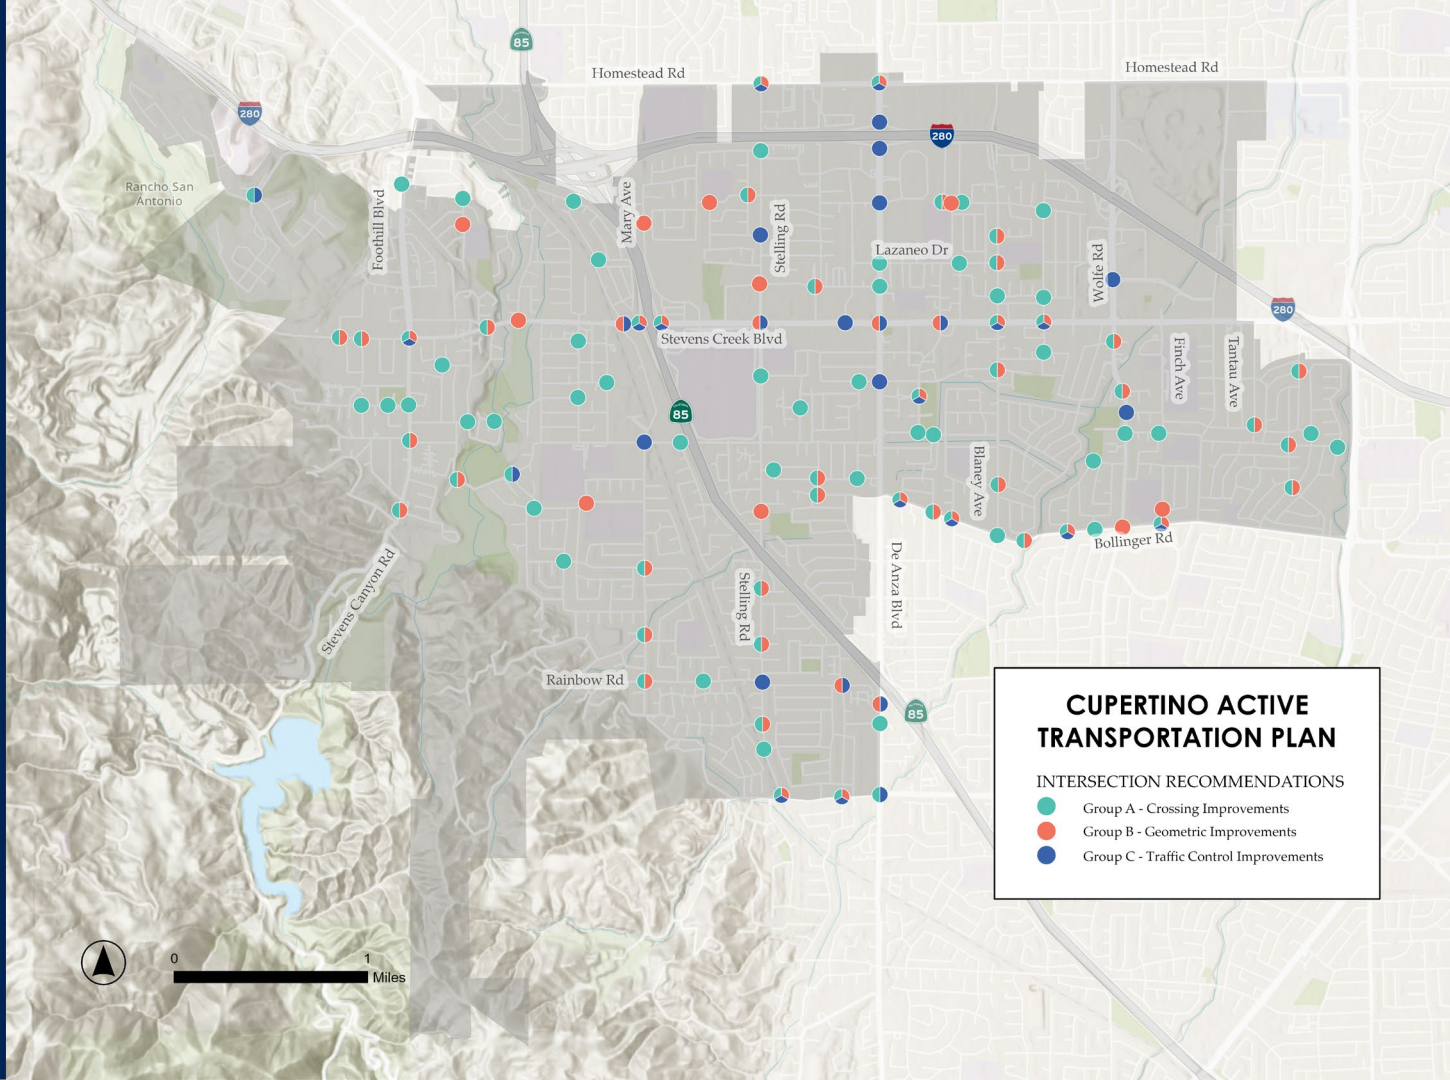 85
Homestead Rd
Homestead Rd
280
280
Rancho San
Antonio
Foothill Blvd
Mary Ave
Stelling Rd
Lazaneo Dr
Wolfe Rd
280
Stevens Creek Blvd
Finch Ave
Tantau Ave
85
Blaney Ave
Bollinger Rd
De Anza Blvd
Stevens Canyon Rd
Stelling Rd
Rainbow Rd
85
CUPERTINO ACTIVE
TRANSPORTATION PLAN
INTERSECTION RECOMMENDATIONS
Group A - Crossing Improvements
Group B - Geometric Improvements
Group C - Traffic Control Improvements
0 1
Miles